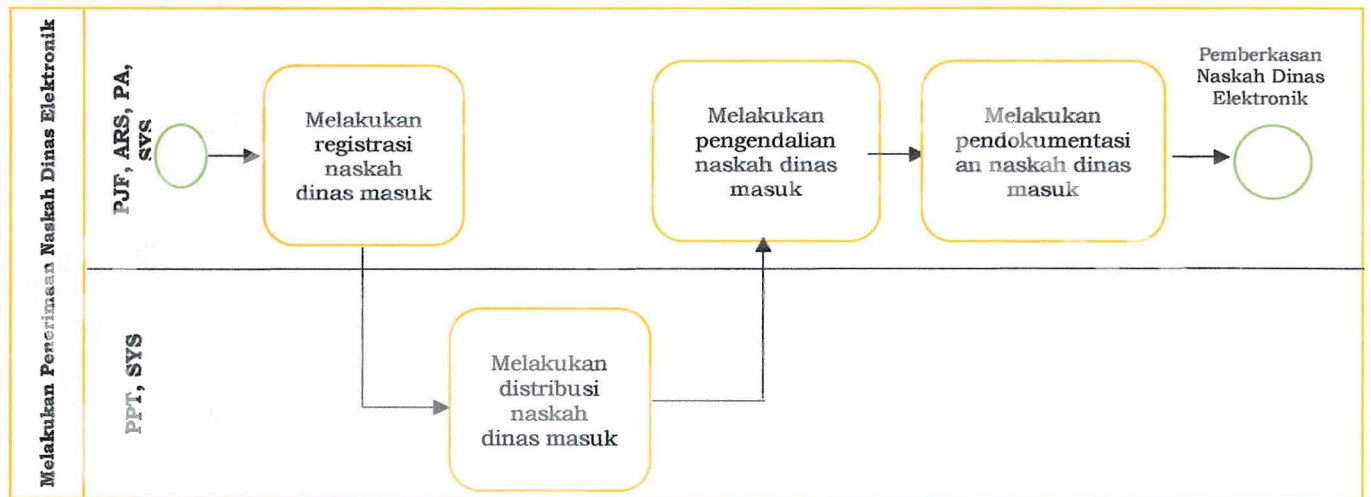 Melakukan Penerimaan Naskah Dinas Elektronik
PJF, ARS, PA,
SYS
Melakukan
registrasi
naskah
dinas masuk
Melakukan
pengendalian
naskah dinas
masuk
Melakukan
pendokumentasi
an naskah dinas
masuk
Pemberkasan
Naskah Dinas
Elektronik
PPT, SYS
Melakukan
distribusi
naskah
dinas masuk